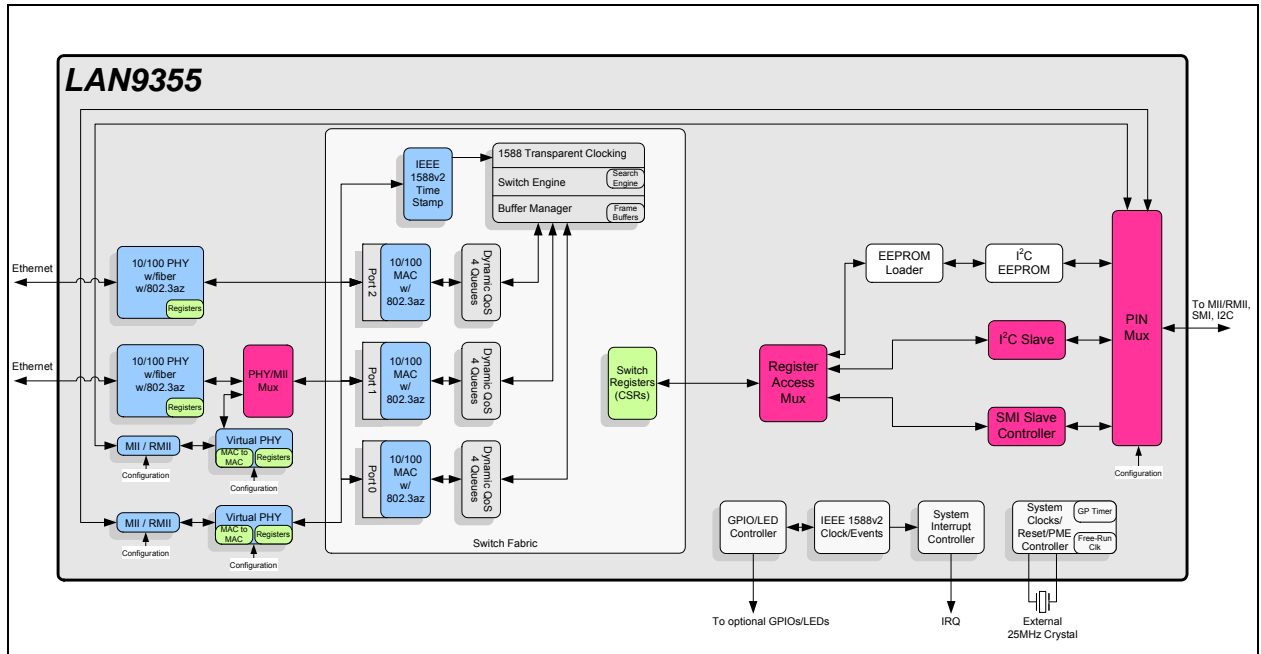 LAN9355
IEEE
1588v2
Time
Stamp
1588 Transparent Clocking
Switch Engine
Search
Engine
Buffer Manager
Frame
Buffers
Ethernet
10/100 PHY
w/fiber
w/802.3az
Registers
Port 2
10/100
MAC
w/
802.3az
Dynamic QoS
4 Queues
Ethernet
10/100 PHY
w/fiber
w/802.3az
Registers
PHY/MII
Mux
Port 1
10/100
MAC
w/
802.3az
Dynamic QoS
4 Queues
MII / RMII
Configuration
Virtual PHY
MAC to
MAC
Registers
Configuration
Port 0
10/100
MAC
w/
802.3az
Dynamic QoS
4 Queues
MII / RMII
Configuration
Virtual PHY
MAC to
MAC
Registers
Configuration
Switch Fabric
Switch
Registers
(CSRs)
Register
Access
Mux
EEPROM
Loader
I2C
EEPROM
I2C Slave
SMI Slave
Controller
PIN
Mux
Configuration
To MII/RMII,
SMI, I2C
GPIO/LED
Controller
IEEE 1588v2
Clock/Events
System
Interrupt
Controller
System
Clocks/
Reset/PME
Controller
GP Timer
Free-Run
Clk
To optional GPIOs/LEDs
IRQ
External
25MHz Crystal